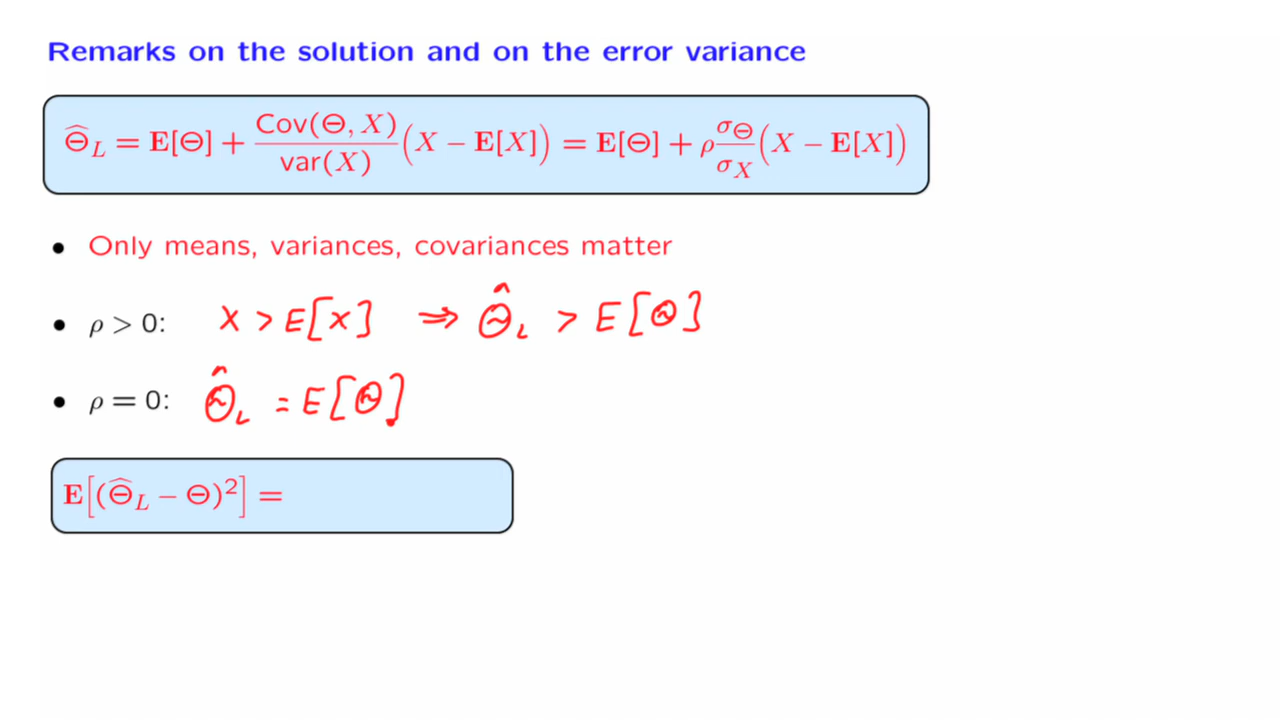 Remarks on the solution and on the error variance
Θ̂_L = E[Θ] + Cov(Θ, X)/var(X) (X − E[X]) = E[Θ] + ρ σ_Θ/σ_X (X − E[X])
• Only means, variances, covariances matter
• ρ > 0: X > E[X] ⇒ Θ̂_L > E[Θ]
• ρ = 0: Θ̂_L = E[Θ]
E[(Θ̂_L − Θ)²] =